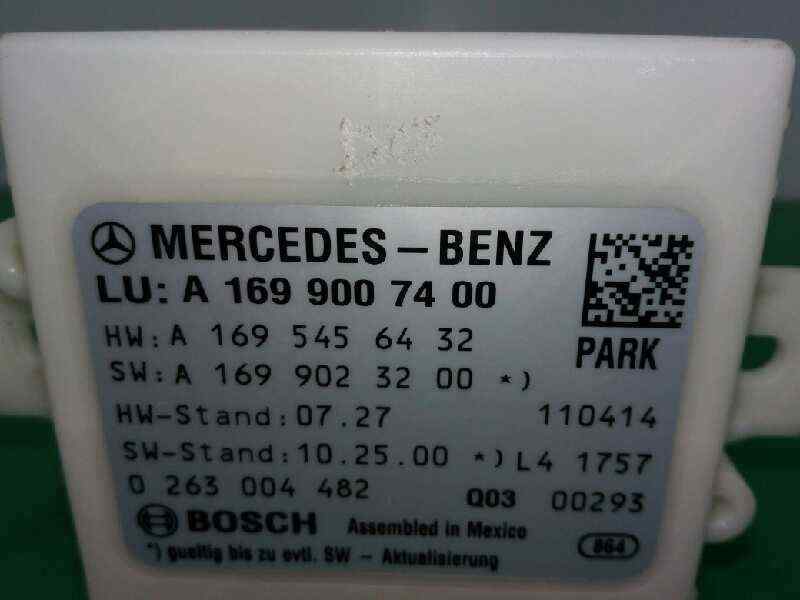 MERCEDES-BENZ
LU: A 169 900 74 00
HW: A 169 545 64 32
SW: A 169 902 32 00 *)
PARK
HW-Stand: 07.27 110414
SW-Stand: 10.25.00 *) L4 1757
0 263 004 482 Q03 00293
BOSCH Assembled in Mexico 864
*) gueltig bis zu evtl. SW - Aktualisierung